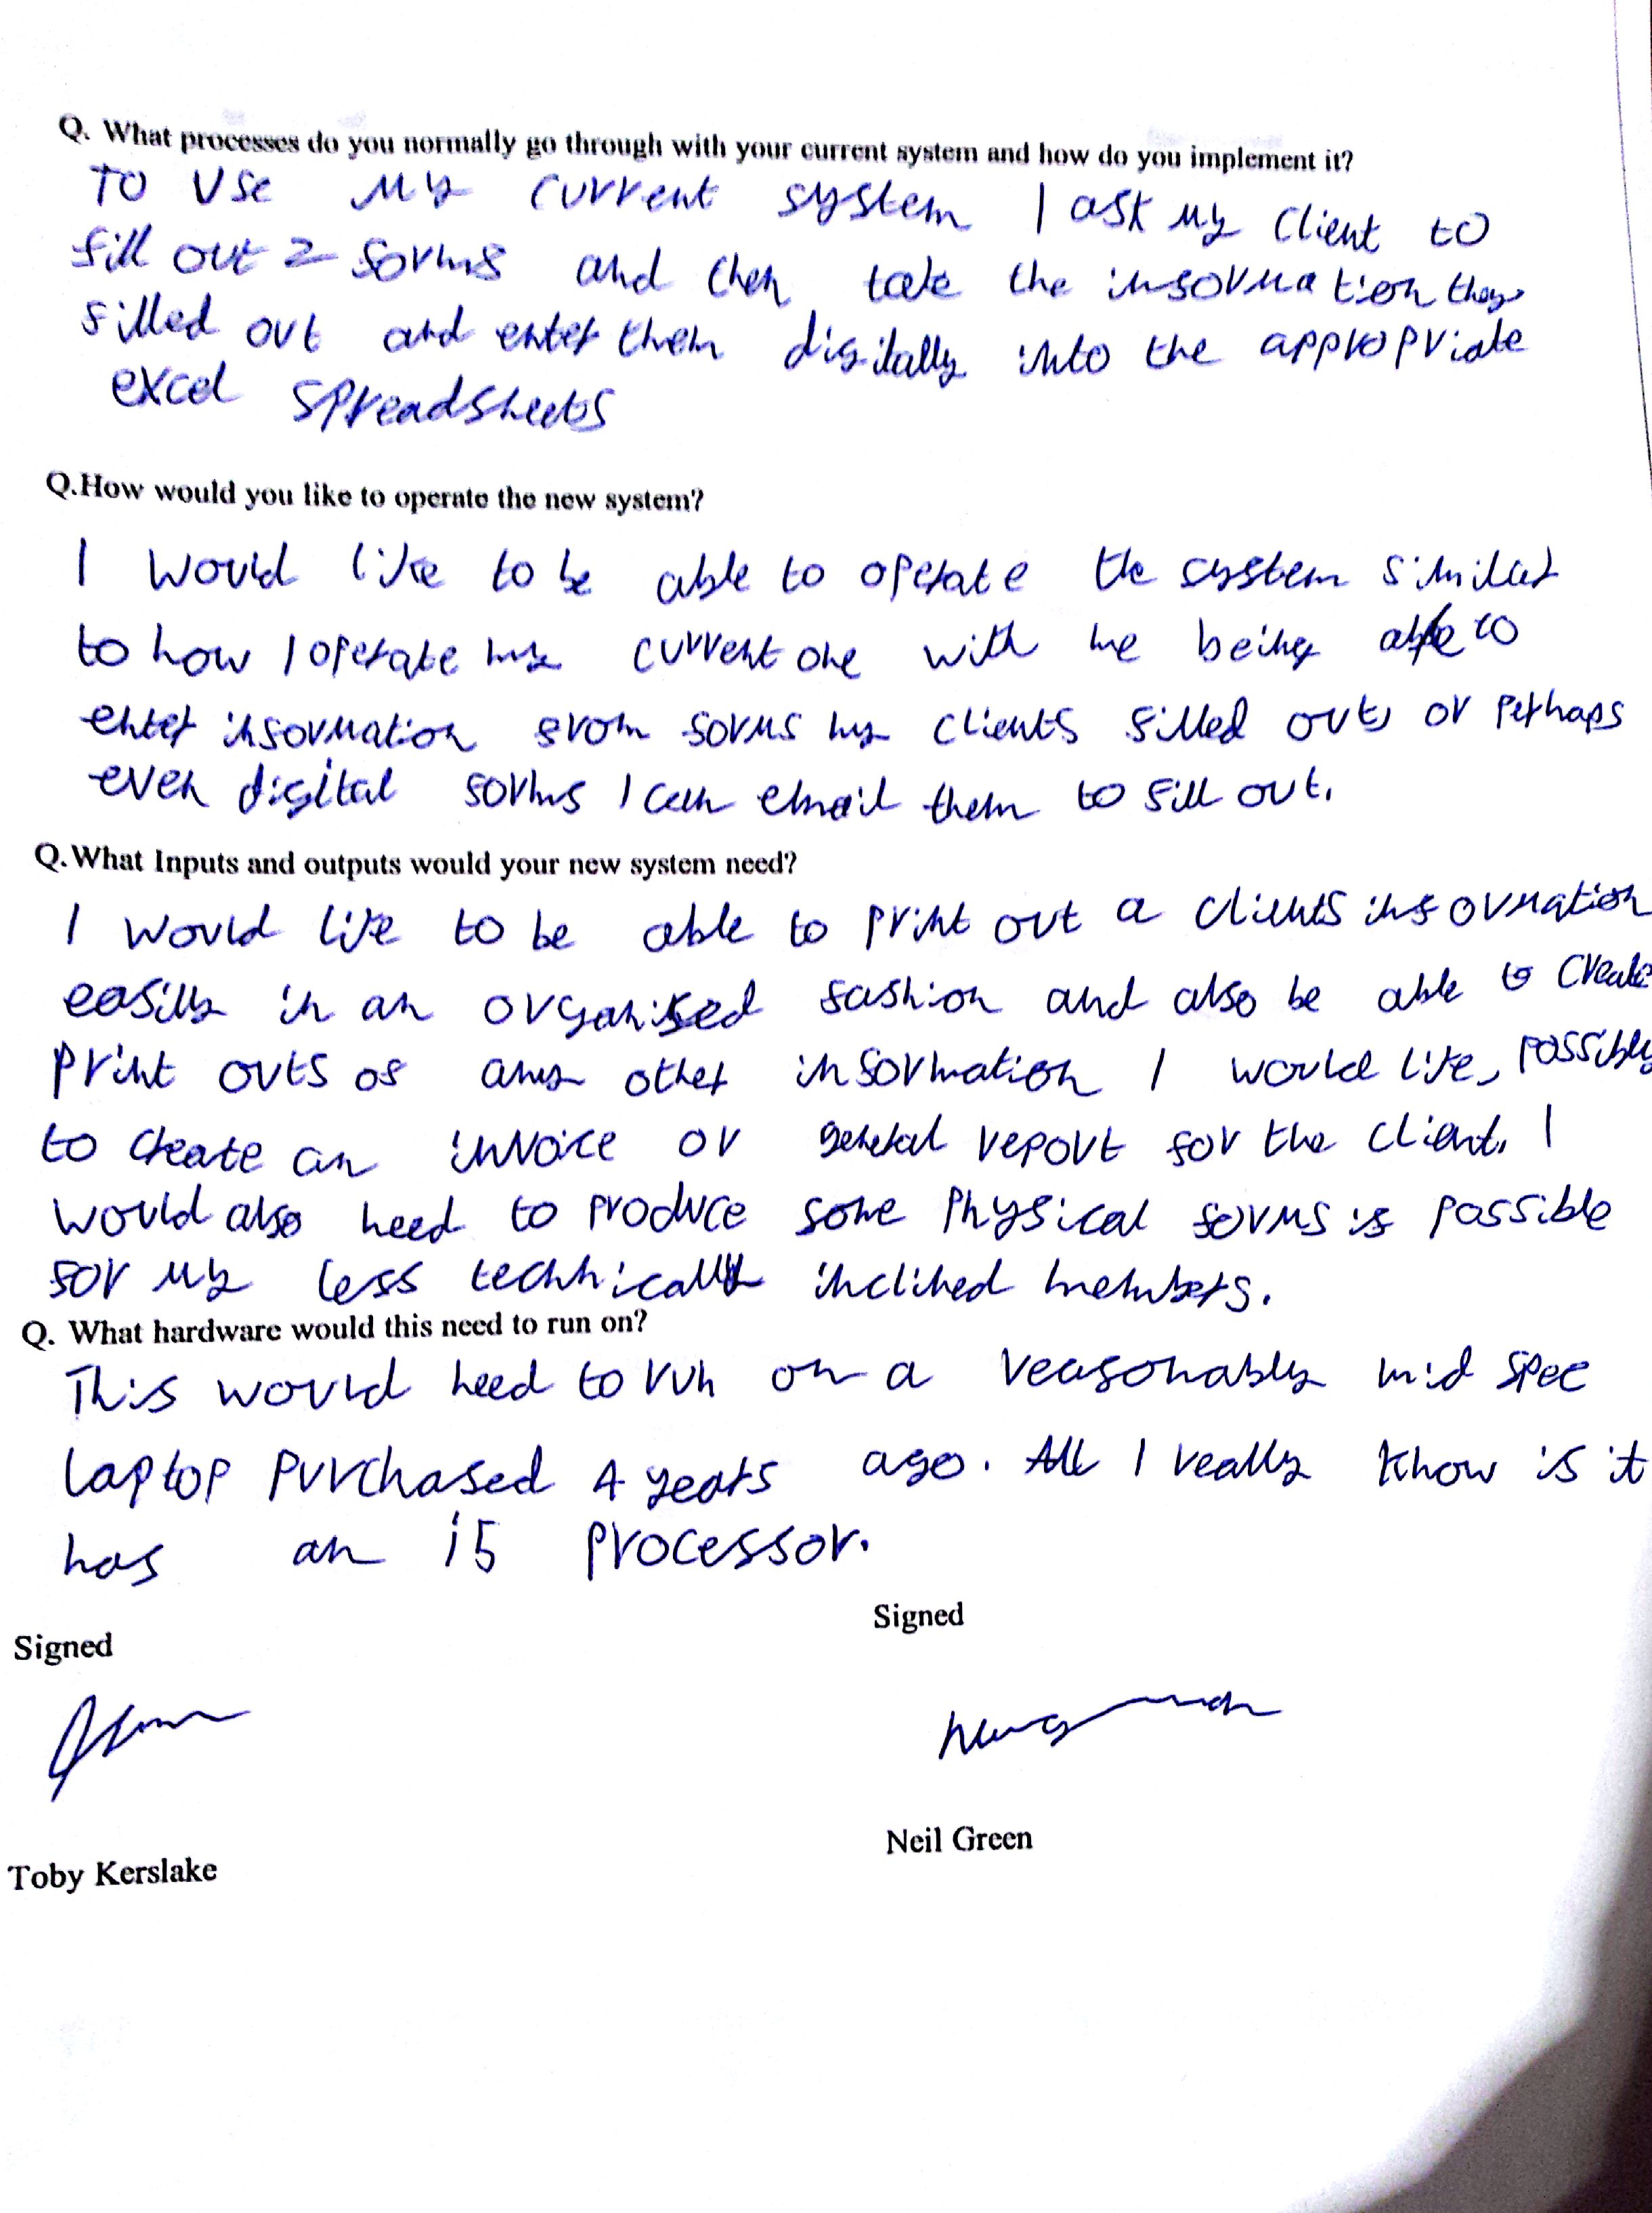 Q. What processes do you normally go through with your current system and how do you implement it?
TO Use My current system I ask my client to
fill out 2 forms and then take the information they
filled out and enter them digitally into the appropriate
excel spreadsheets
Q.How would you like to operate the new system?
I would like to be able to operate the system similar
to how I operate my current one with me being able to
enter information from forms my clients filled out, or perhaps
even digital forms I can email them to fill out.
Q.What Inputs and outputs would your new system need?
I would like to be able to print out a clients information
easily in an organised fashion and also be able to create
print outs of any other information I would like, possibly
to create an invoice or general report for the client. I
would also need to produce some physical forms if possible
for my less technically inclined members.
Q. What hardware would this need to run on?
This would need to run on a reasonably mid spec
laptop purchased 4 years ago. All I really know is it
has an i5 processor.
Signed Signed
Toby Kerslake Neil Green